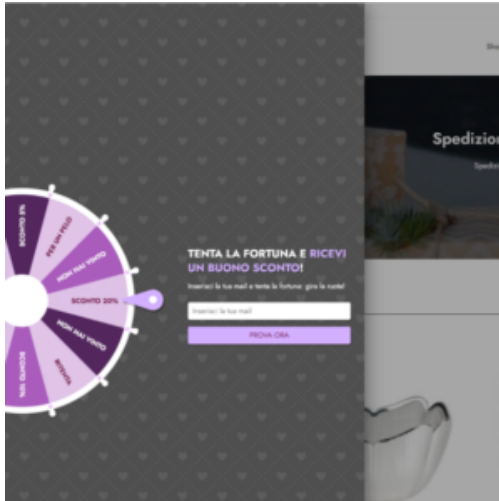 Spedizion
SCONTO 5%
PER UN PELO
NON HAI VINTO
SCONTO 20%
NON HAI VINTO
RITENTA
SCONTO 10%
TENTA LA FORTUNA E RICEVI
UN BUONO SCONTO!
Inserisci la tua mail e tenta la fortuna: gira la ruota!
Inserisci la tua mail
PROVA ORA